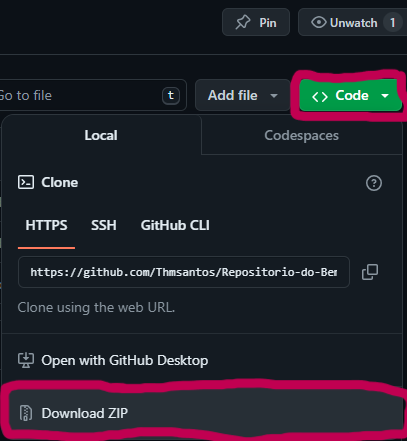 Pin
Unwatch 1
Go to file t
Add file
<> Code
Local
Codespaces
Clone
HTTPS
SSH
GitHub CLI
https://github.com/Thmsantos/Repositorio-do-Ber
Clone using the web URL.
Open with GitHub Desktop
Download ZIP